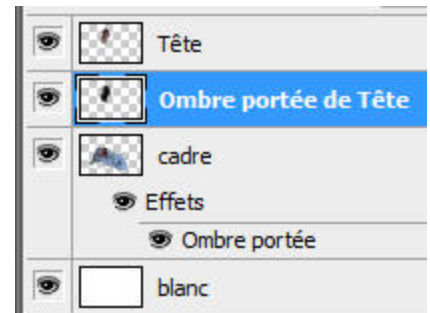 Tête
Ombre portée de Tête
cadre
Effets
Ombre portée
blanc